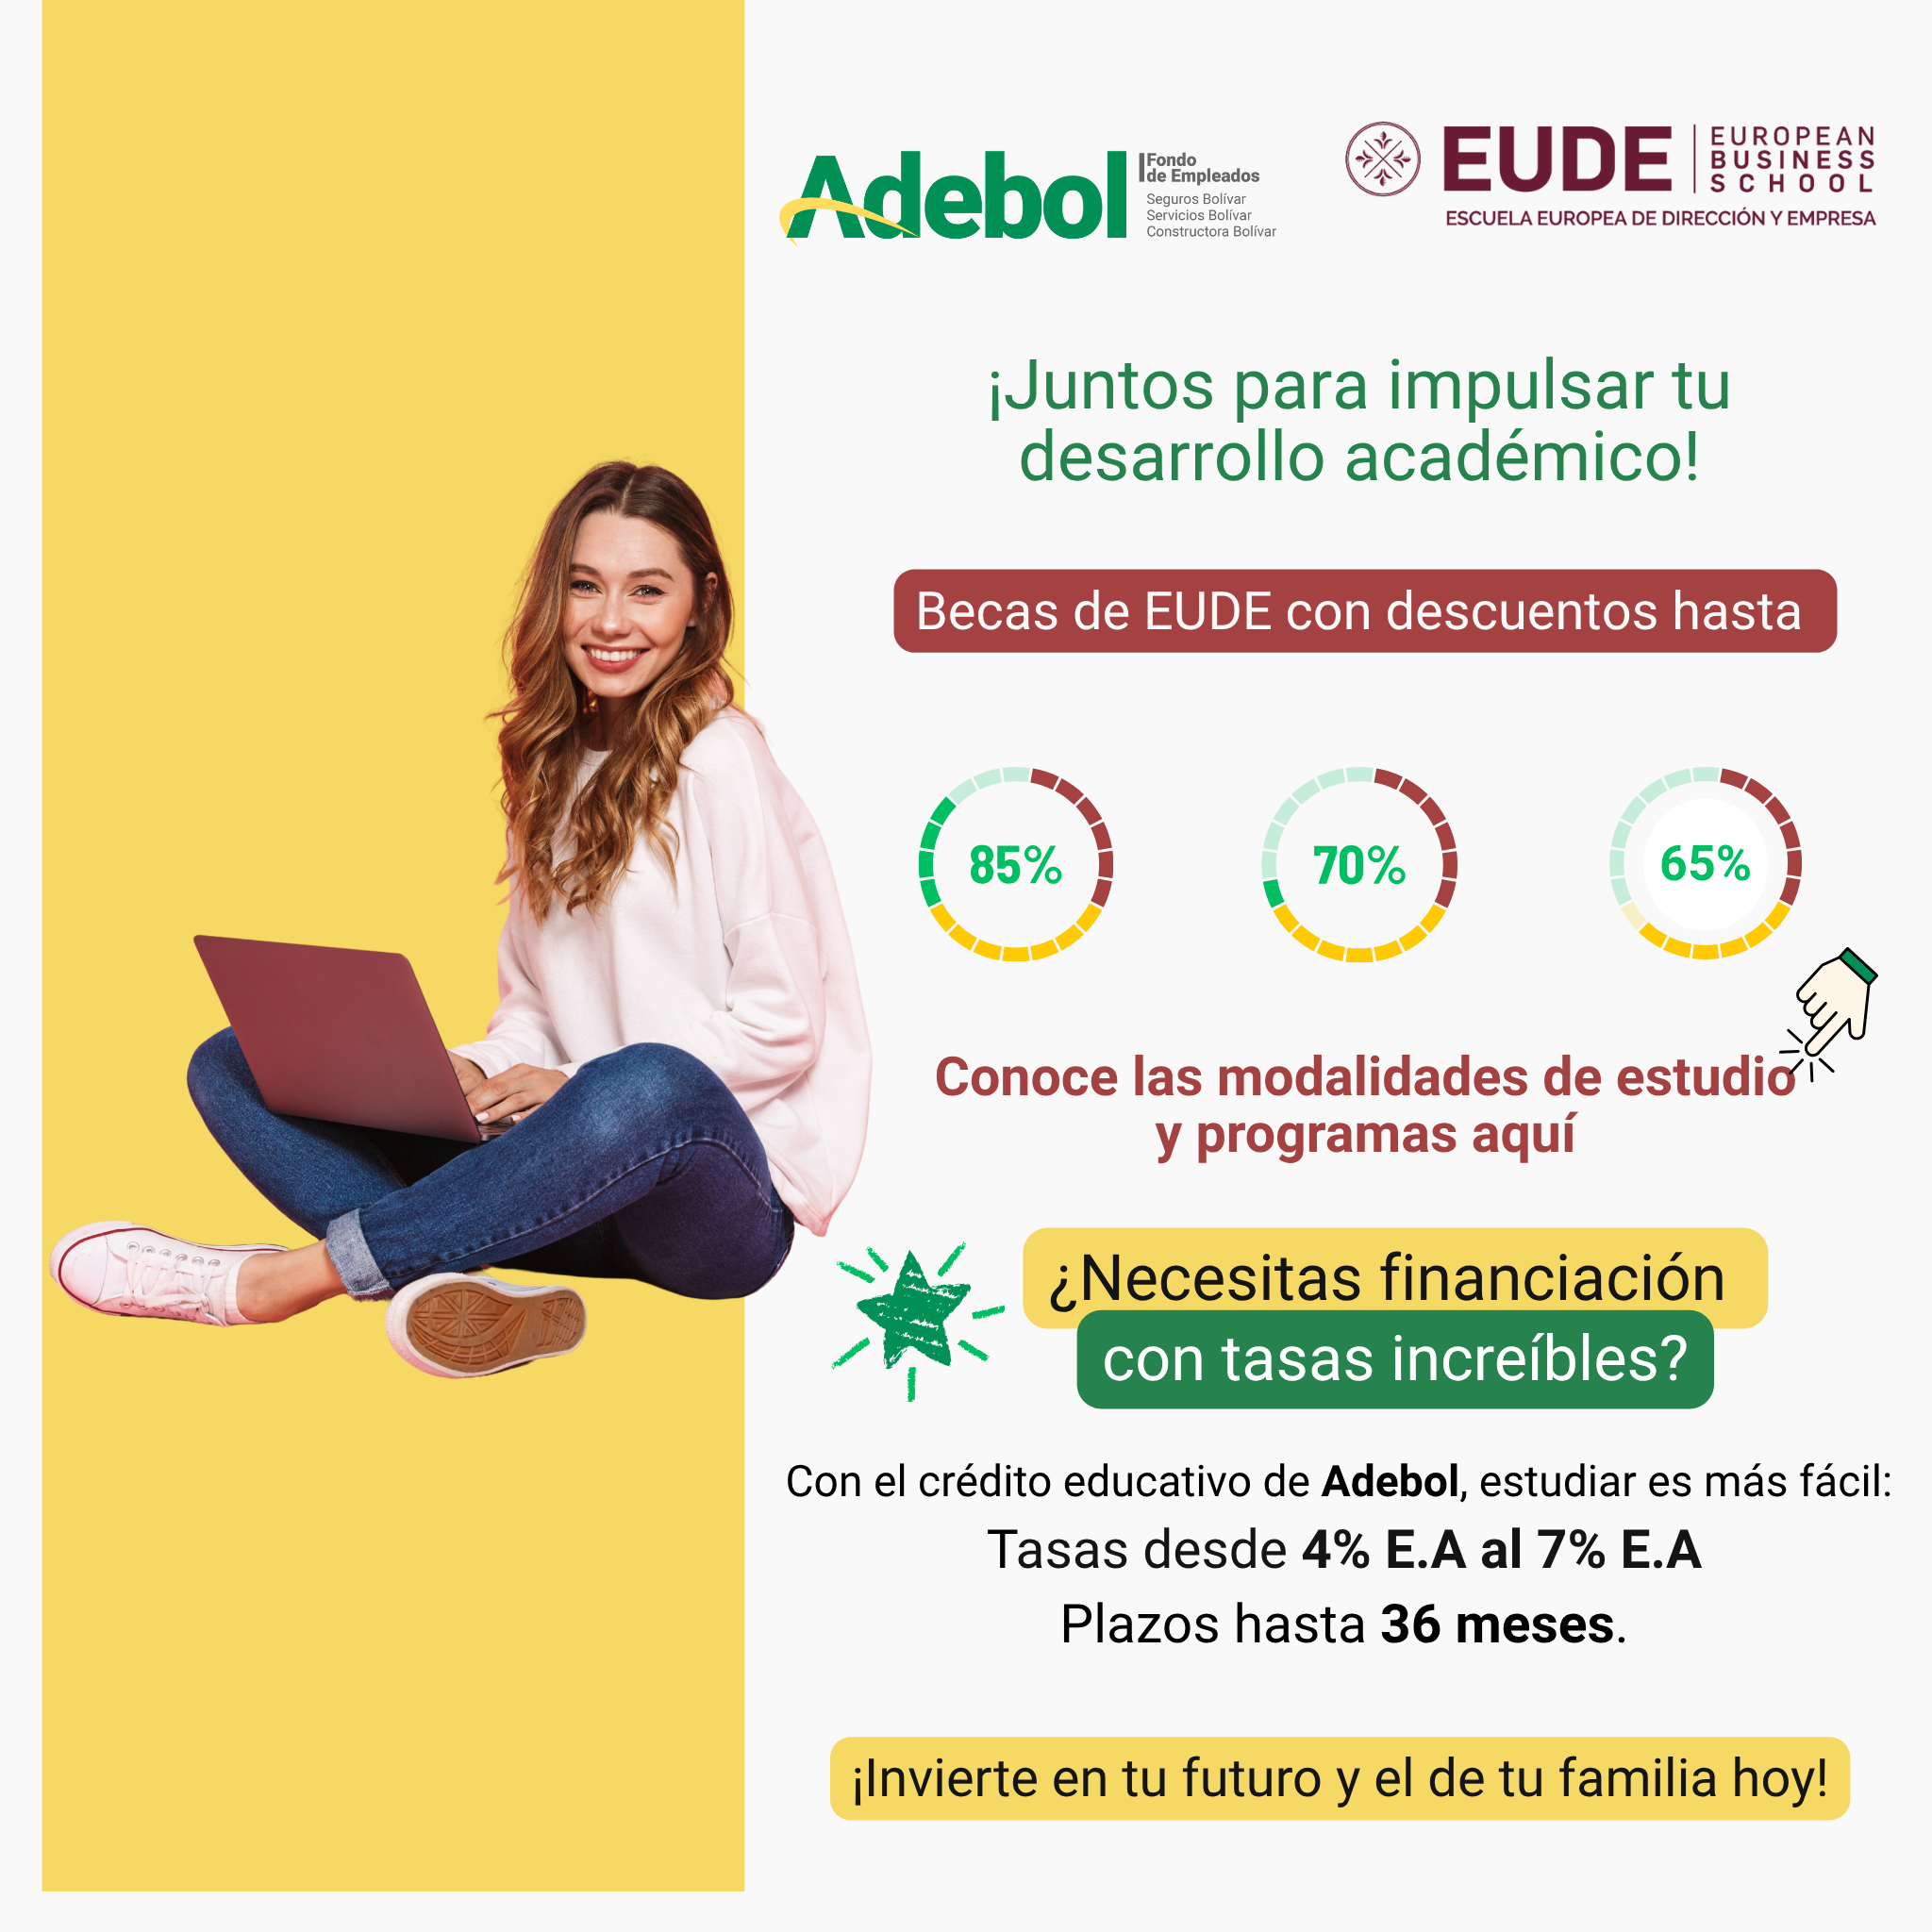 Adebol
Fondo
de Empleados
Seguros Bolívar
Servicios Bolívar
Constructora Bolívar
EUDE
EUROPEAN
BUSINESS
SCHOOL
ESCUELA EUROPEA DE DIRECCIÓN Y EMPRESA
¡Juntos para impulsar tu
desarrollo académico!
Becas de EUDE con descuentos hasta
85%
70%
65%
Conoce las modalidades de estudio
y programas aquí
¿Necesitas financiación
con tasas increíbles?
Con el crédito educativo de Adebol, estudiar es más fácil:
Tasas desde 4% E.A al 7% E.A
Plazos hasta 36 meses.
¡Invierte en tu futuro y el de tu familia hoy!